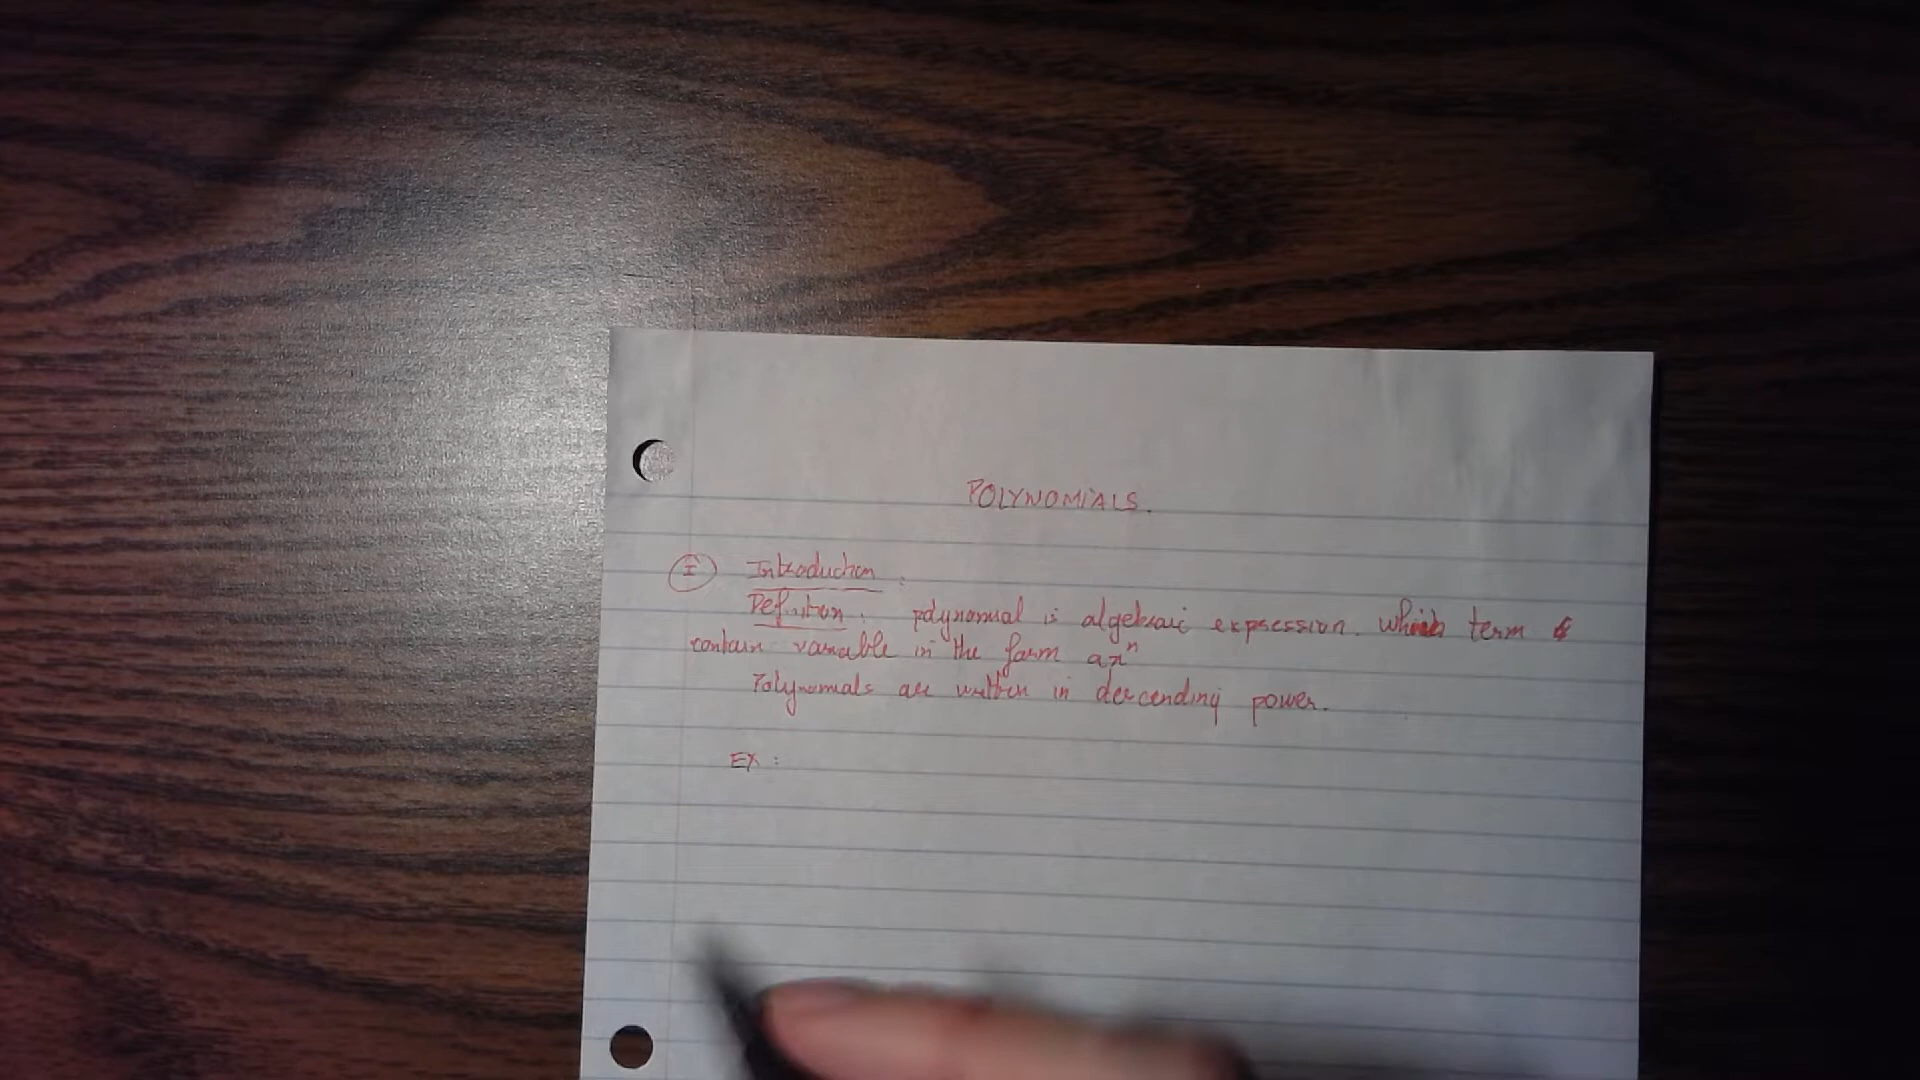 POLYNOMIALS.
I Introduction :
Definition : polynomial is algebraic expression. which term
contain variable in the form axⁿ
Polynomials are written in descending power.
EX :